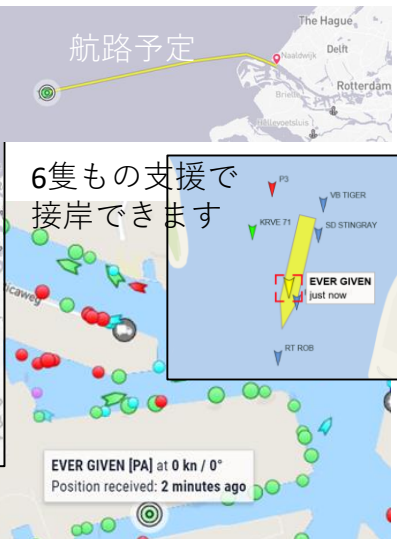 航路予定
The Hague
Naaldwijk
Delft
Rotterdam
Brielle
Hellevoetsluis
6隻もの支援で
接岸できます
P3
VB TIGER
KRVE 71
SD STINGRAY
EVER GIVEN
just now
RT ROB
icaweg
EVER GIVEN [PA] at 0 kn / 0°
Position received: 2 minutes ago